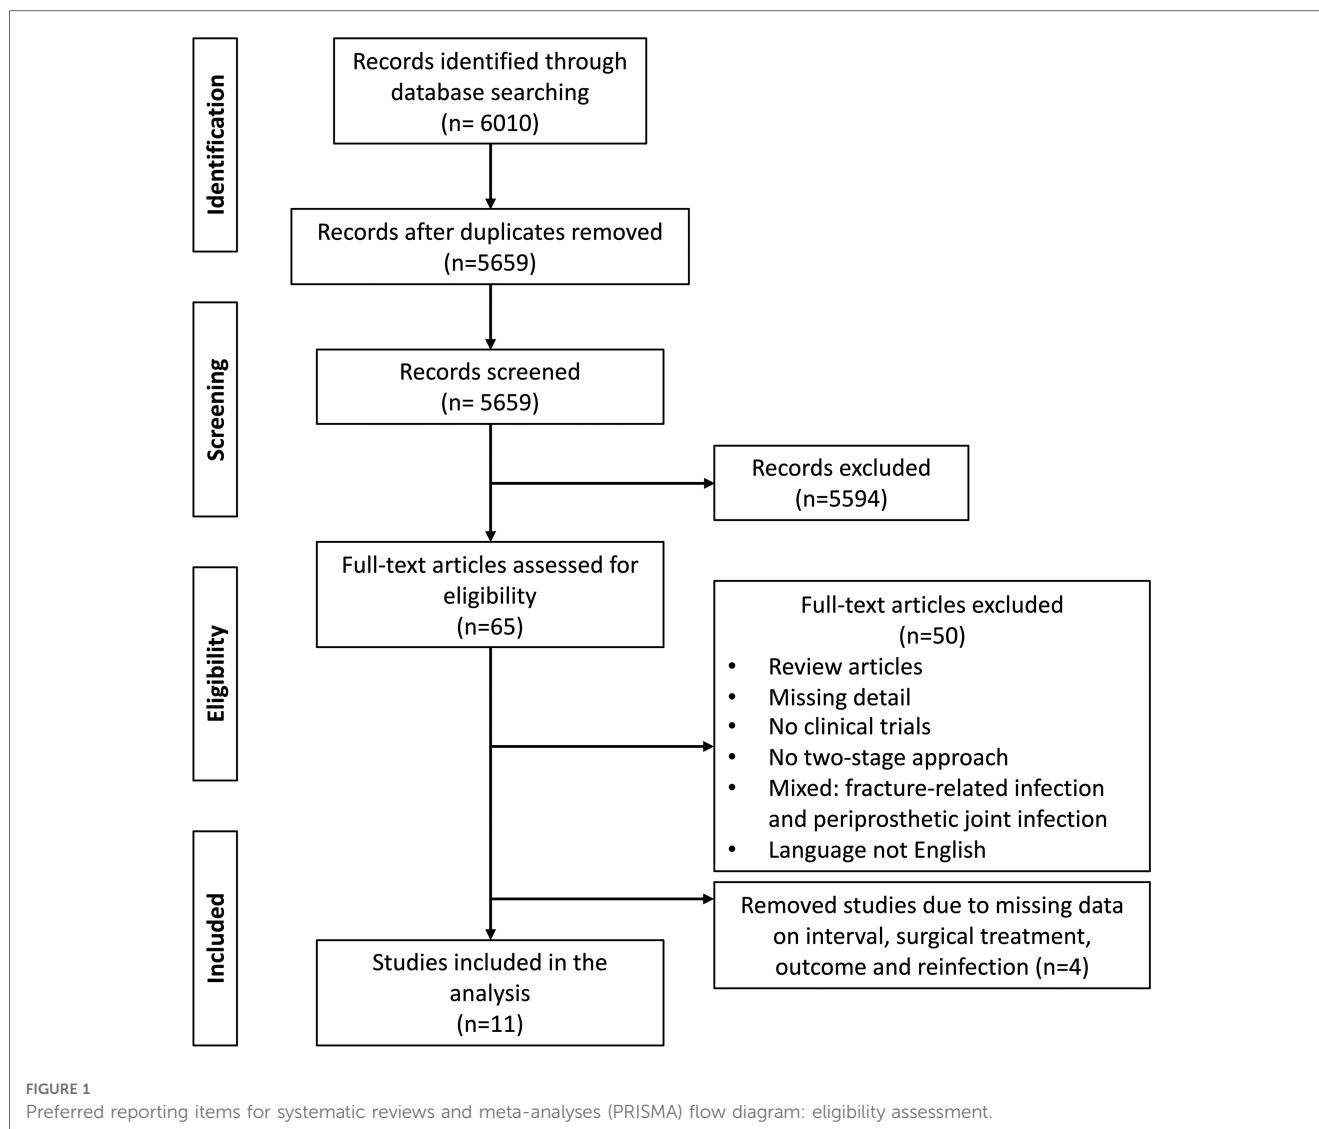 Identification
Records identified through
database searching
(n= 6010)
Records after duplicates removed
(n=5659)
Screening
Records screened
(n= 5659)
Records excluded
(n=5594)
Eligibility
Full-text articles assessed for
eligibility
(n=65)
Full-text articles excluded
(n=50)
• Review articles
• Missing detail
• No clinical trials
• No two-stage approach
• Mixed: fracture-related infection
and periprosthetic joint infection
• Language not English
Included
Removed studies due to missing data
on interval, surgical treatment,
outcome and reinfection (n=4)
Studies included in the
analysis
(n=11)
FIGURE 1
Preferred reporting items for systematic reviews and meta-analyses (PRISMA) flow diagram: eligibility assessment.